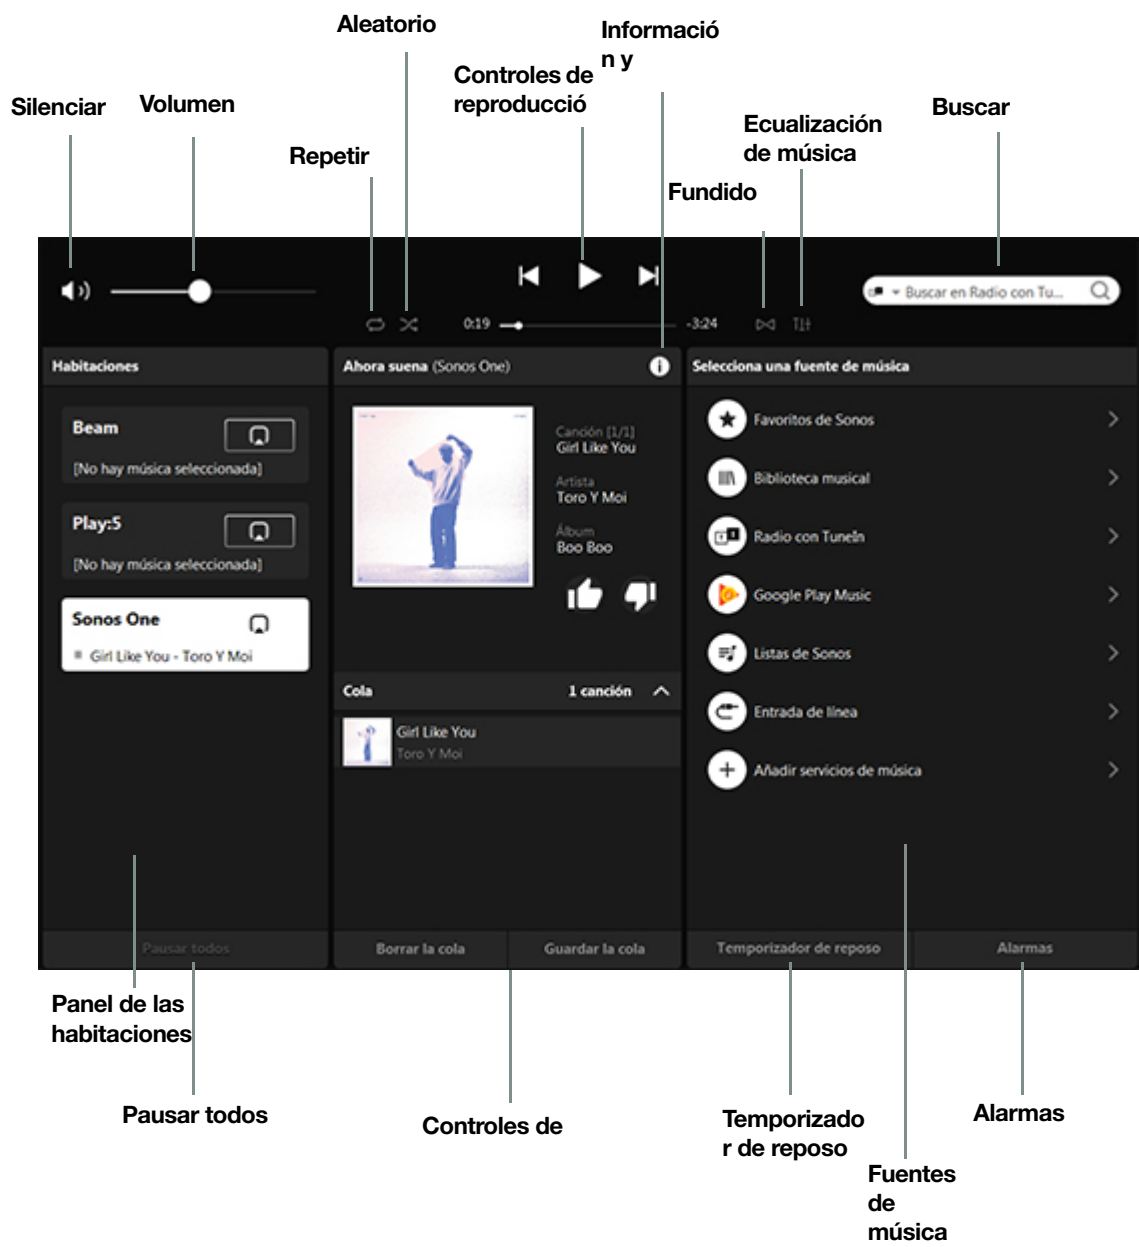 Aleatorio
Informació
n y
Controles de
reproducció
Silenciar
Volumen
Buscar
Ecualización
de música
Repetir
Fundido
Buscar en Radio con Tu...
0:19
-3:24
Habitaciones
Ahora suena (Sonos One)
Selecciona una fuente de música
Beam
[No hay música seleccionada]
Play:5
[No hay música seleccionada]
Sonos One
Girl Like You - Toro Y Moi
Canción [1/1]
Girl Like You
Artista
Toro Y Moi
Álbum
Boo Boo
Cola
1 canción
Girl Like You
Toro Y Moi
Favoritos de Sonos
Biblioteca musical
Radio con TuneIn
Google Play Music
Listas de Sonos
Entrada de línea
Añadir servicios de música
Pausar todos
Borrar la cola
Guardar la cola
Temporizador de reposo
Alarmas
Panel de las
habitaciones
Pausar todos
Controles de
Temporizado
r de reposo
Alarmas
Fuentes
de
música